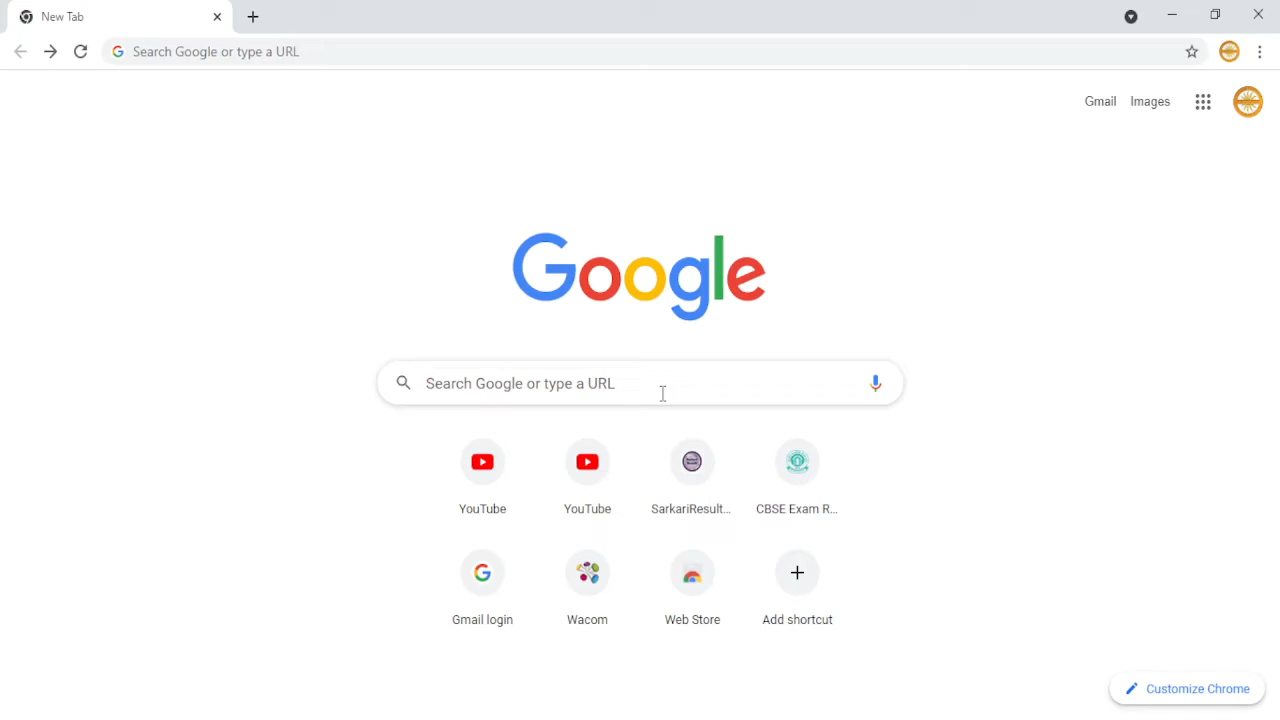 New Tab
Search Google or type a URL
Gmail Images
Google
Search Google or type a URL
YouTube YouTube SarkariResult... CBSE Exam R...
Gmail login Wacom Web Store Add shortcut
Customize Chrome